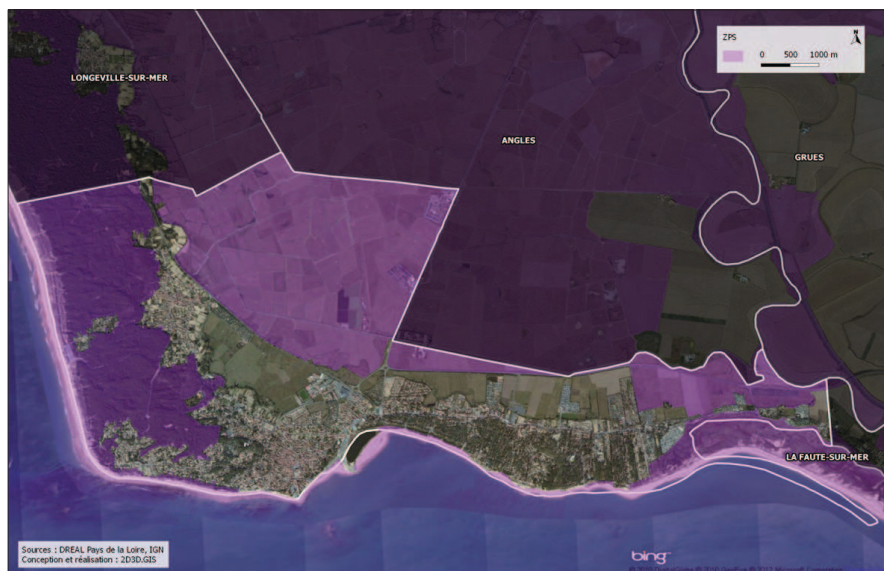 ZPS
N
0 500 1000 m
LONGEVILLE-SUR-MER
ANGLES
GRUES
LA FAUTE-SUR-MER
Sources : DREAL Pays de la Loire, IGN
Conception et réalisation : 2D3D.GIS
bing